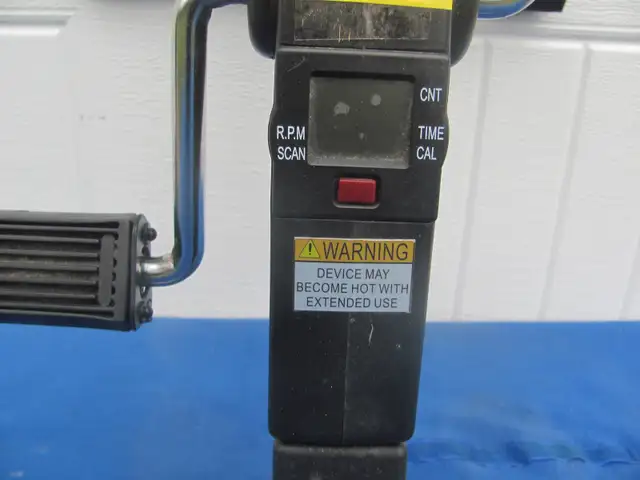 CNT
R.P.M
TIME
SCAN
CAL
WARNING
DEVICE MAY
BECOME HOT WITH
EXTENDED USE